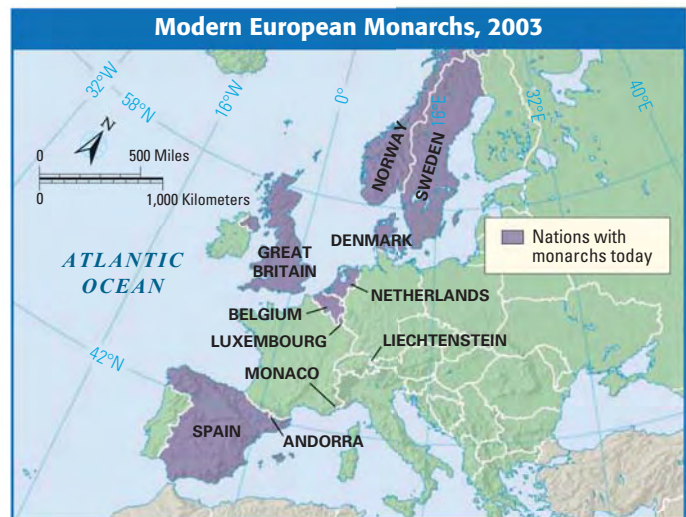 Modern European Monarchs, 2003
32°W
58°N
16°W
0°
16°E
32°E
40°E
N
0 500 Miles
0 1,000 Kilometers
NORWAY
SWEDEN
DENMARK
GREAT
BRITAIN
ATLANTIC
OCEAN
Nations with
monarchs today
NETHERLANDS
BELGIUM
LUXEMBOURG
LIECHTENSTEIN
42°N
MONACO
SPAIN
ANDORRA